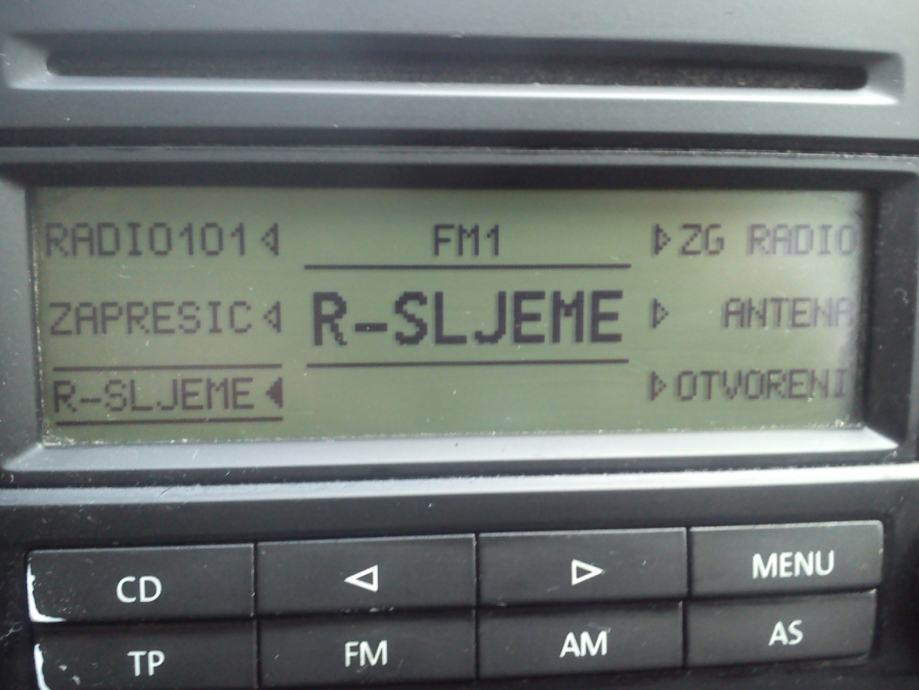 RADIO101 FM1 ZG RADIO
ZAPRESIC R-SLJEME ANTENA
R-SLJEME OTVORENI
CD MENU
TP FM AM AS